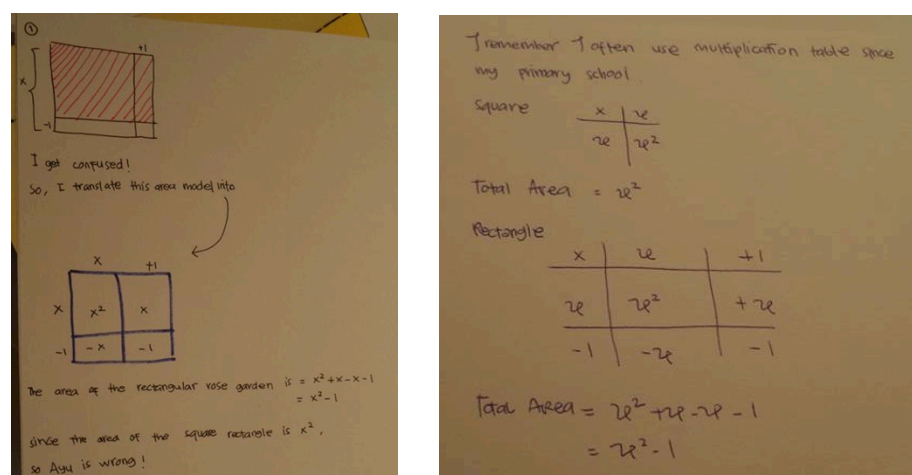 ①
+1
x
-1
I get confused!
So, I translate this area model into
x +1
x x² x
-1 -x -1
The area of the rectangular rose garden is = x²+x-x-1
= x²-1
since the area of the square rectangle is x²,
so Ayu is wrong!
I remember I often use multiplication table since
my primary school.
Square
× x
x x²
Total Area = x²
Rectangle
× x +1
x x² +x
-1 -x -1
Total Area = x²+x-x-1
= x²-1